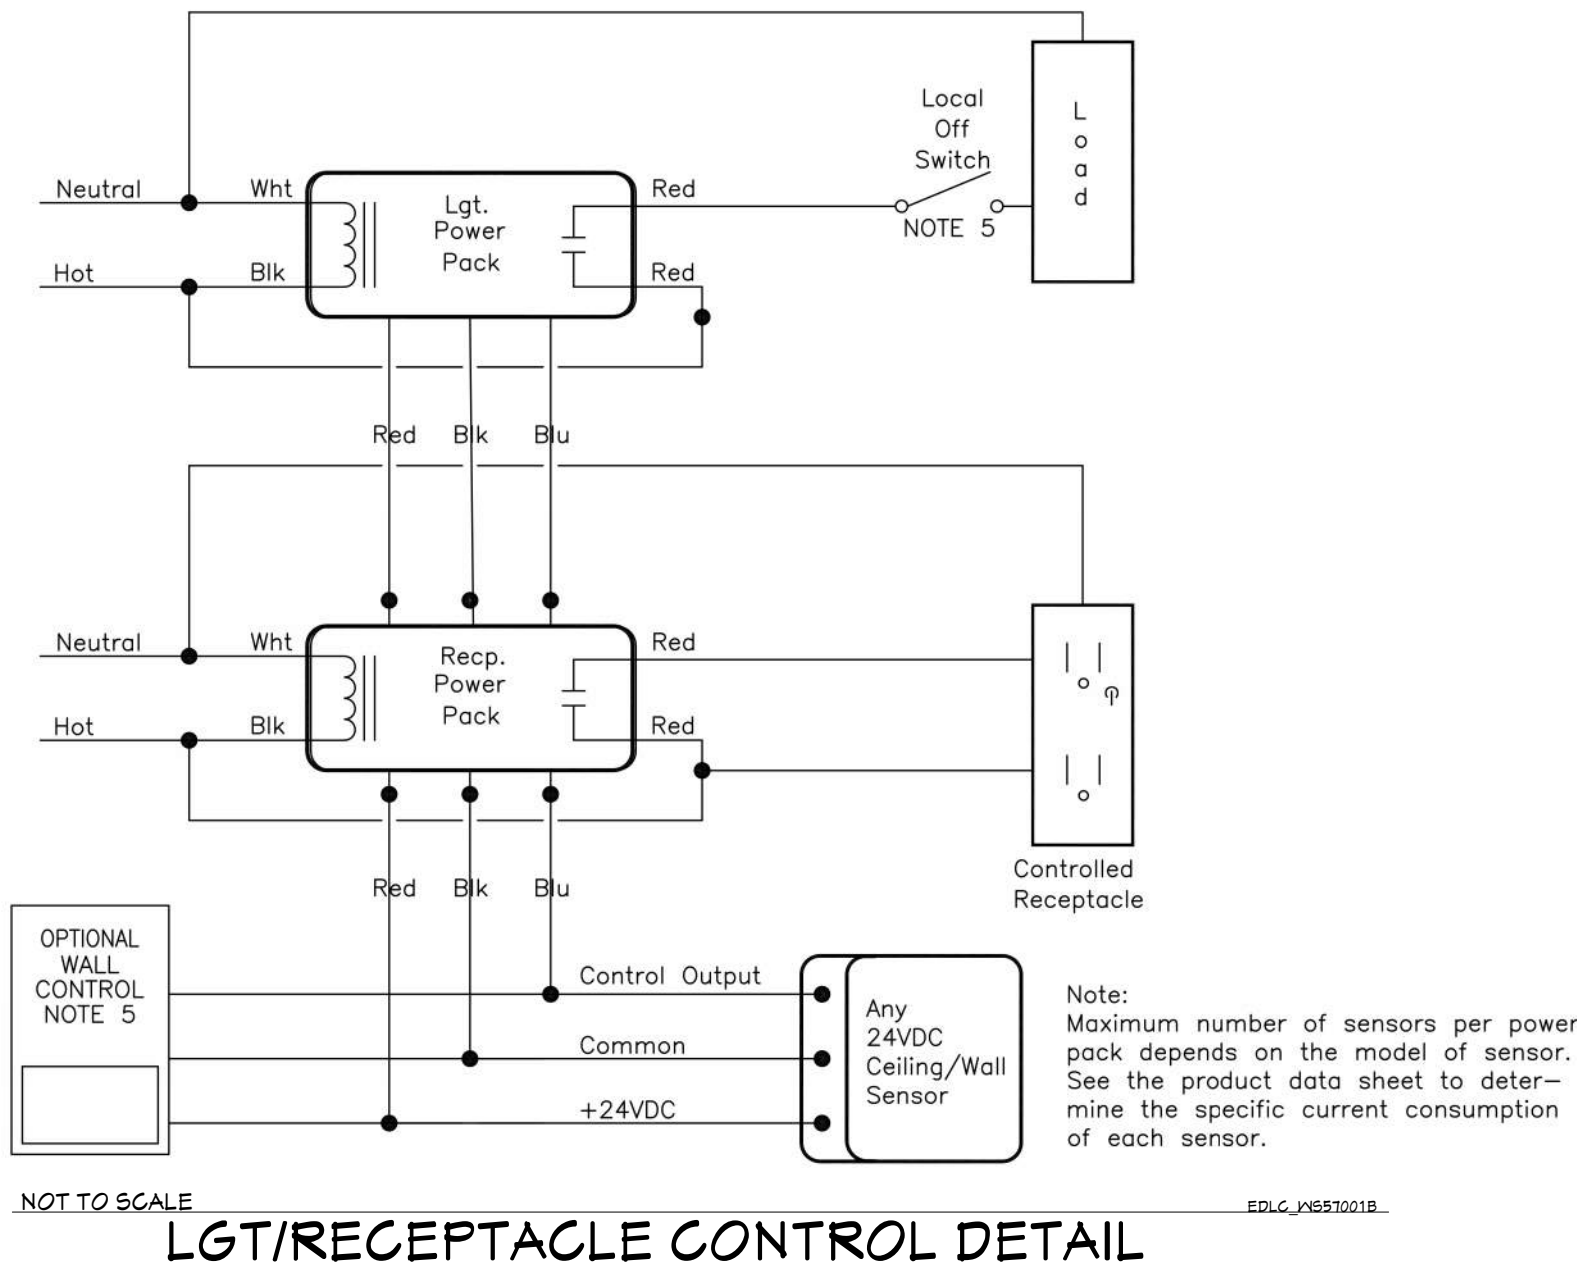 Local
Off
Switch
NOTE 5
L
o
a
d
Neutral
Wht
Lgt.
Power
Pack
Red
Hot
Blk
Red
Red
Blk
Blu
Neutral
Wht
Recp.
Power
Pack
Red
Hot
Blk
Red
Controlled
Receptacle
Red
Blk
Blu
OPTIONAL
WALL
CONTROL
NOTE 5
Control Output
Common
+24VDC
Any
24VDC
Ceiling/Wall
Sensor
Note:
Maximum number of sensors per power
pack depends on the model of sensor.
See the product data sheet to deter-
mine the specific current consumption
of each sensor.
NOT TO SCALE
EDLC_WS57001B
LGT/RECEPTACLE CONTROL DETAIL